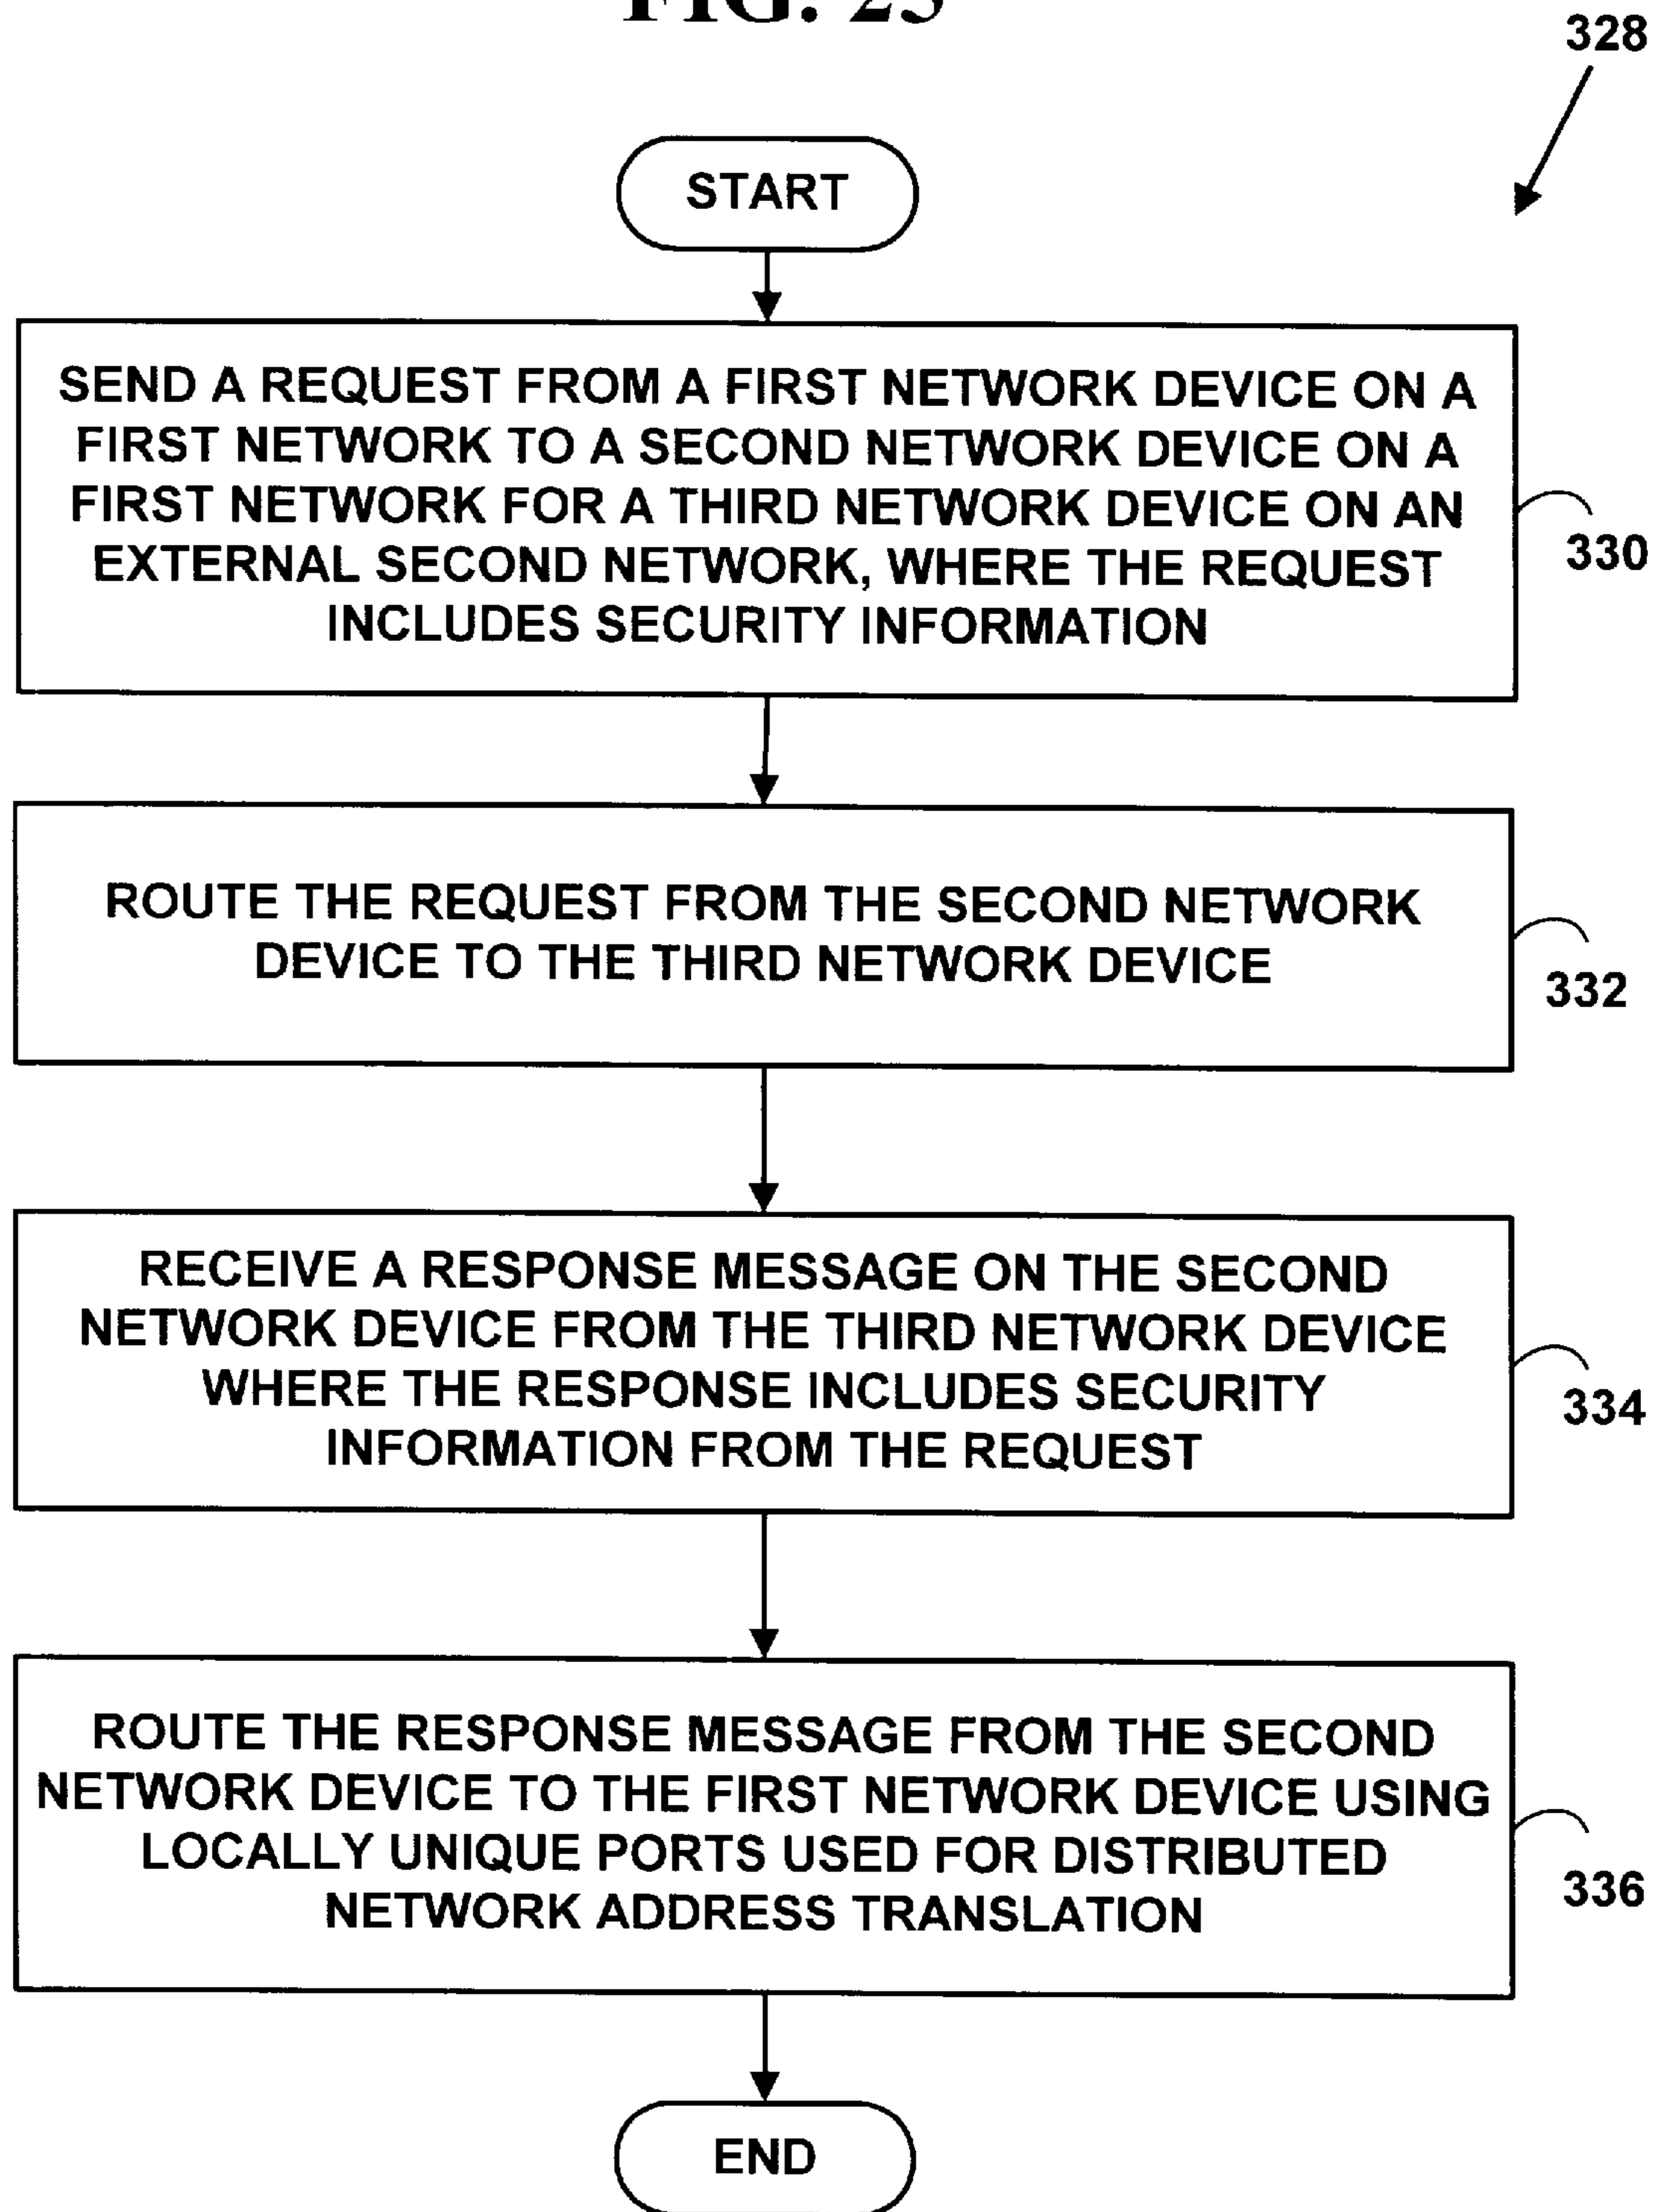 FIG. 25
328
START
SEND A REQUEST FROM A FIRST NETWORK DEVICE ON A
FIRST NETWORK TO A SECOND NETWORK DEVICE ON A
FIRST NETWORK FOR A THIRD NETWORK DEVICE ON AN
EXTERNAL SECOND NETWORK, WHERE THE REQUEST
INCLUDES SECURITY INFORMATION
330
ROUTE THE REQUEST FROM THE SECOND NETWORK
DEVICE TO THE THIRD NETWORK DEVICE
332
RECEIVE A RESPONSE MESSAGE ON THE SECOND
NETWORK DEVICE FROM THE THIRD NETWORK DEVICE
WHERE THE RESPONSE INCLUDES SECURITY
INFORMATION FROM THE REQUEST
334
ROUTE THE RESPONSE MESSAGE FROM THE SECOND
NETWORK DEVICE TO THE FIRST NETWORK DEVICE USING
LOCALLY UNIQUE PORTS USED FOR DISTRIBUTED
NETWORK ADDRESS TRANSLATION
336
END